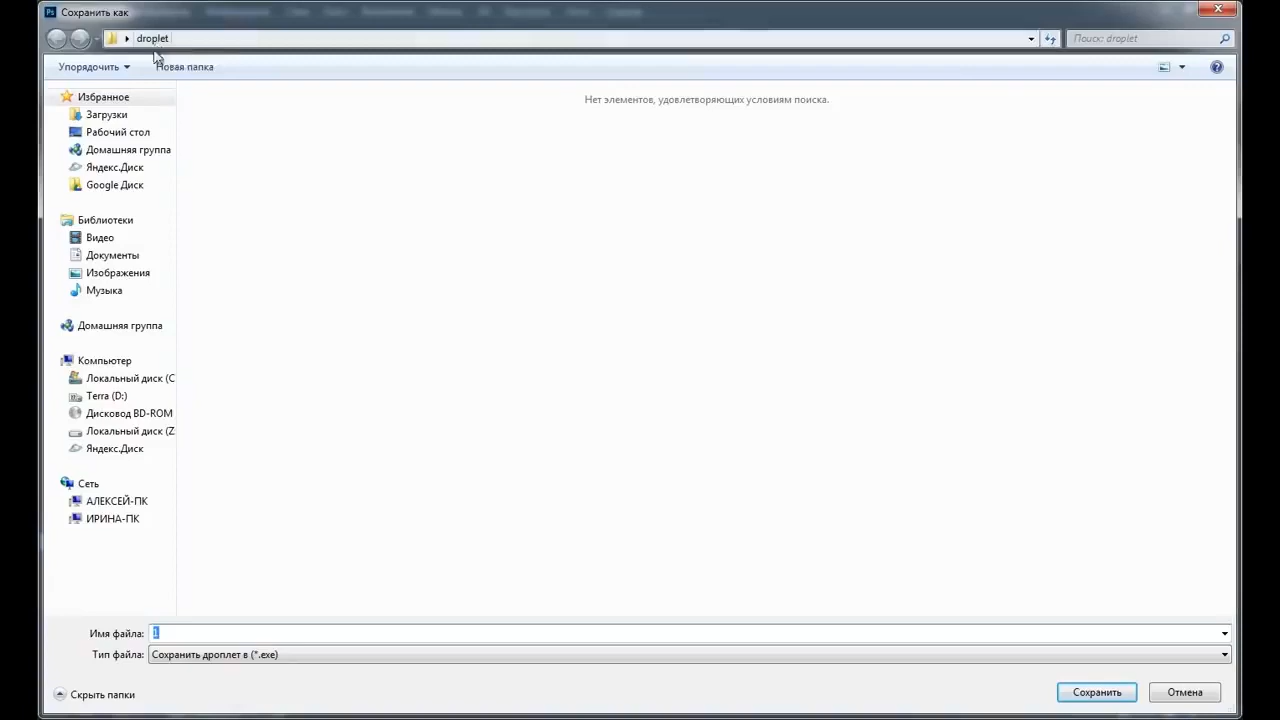 Ps Сохранить как
droplet
Поиск: droplet
Упорядочить
Новая папка
Избранное
Нет элементов, удовлетворяющих условиям поиска.
Загрузки
Рабочий стол
Домашняя группа
Яндекс.Диск
Google Диск
Библиотеки
Видео
Документы
Изображения
Музыка
Домашняя группа
Компьютер
Локальный диск (C
Terra (D:)
Дисковод BD-ROM
Локальный диск (Z
Яндекс.Диск
Сеть
АЛЕКСЕЙ-ПК
ИРИНА-ПК
Имя файла: 1
Тип файла: Сохранить дроплет в (*.exe)
Скрыть папки
Сохранить
Отмена